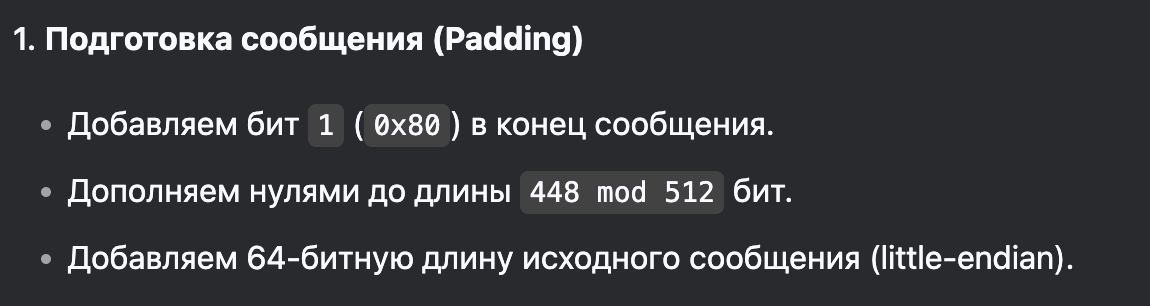 1. Подготовка сообщения (Padding)
• Добавляем бит 1 (0x80) в конец сообщения.
• Дополняем нулями до длины 448 mod 512 бит.
• Добавляем 64-битную длину исходного сообщения (little-endian).